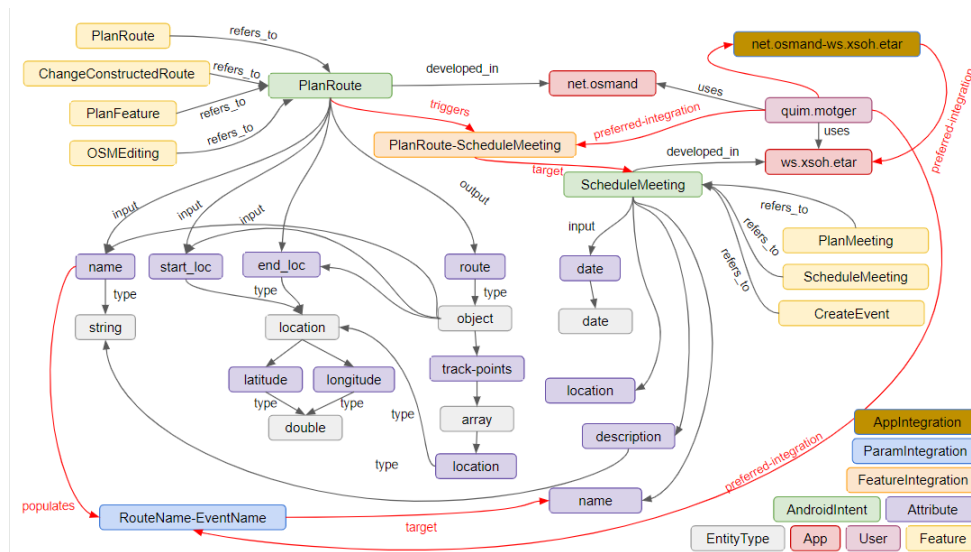 PlanRoute
refers_to
net.osmand-ws.xsoh.etar
ChangeConstructedRoute
refers_to
PlanRoute
developed_in
net.osmand
uses
preferred-integration
PlanFeature
refers_to
triggers
quim.motger
preferred-integration
uses
OSMEditing
refers_to
PlanRoute-ScheduleMeeting
developed_in
ws.xsoh.etar
preferred-integration
target
ScheduleMeeting
output
refers_to
input
input
input
input
PlanMeeting
refers_to
name
start_loc
end_loc
route
date
ScheduleMeeting
refers_to
type
type
type
string
location
object
date
CreateEvent
latitude
longitude
track-points
location
type
type
type
double
array
AppIntegration
description
type
location
preferred-integration
ParamIntegration
FeatureIntegration
populates
name
AndroidIntent
Attribute
RouteName-EventName
target
EntityType
App
User
Feature